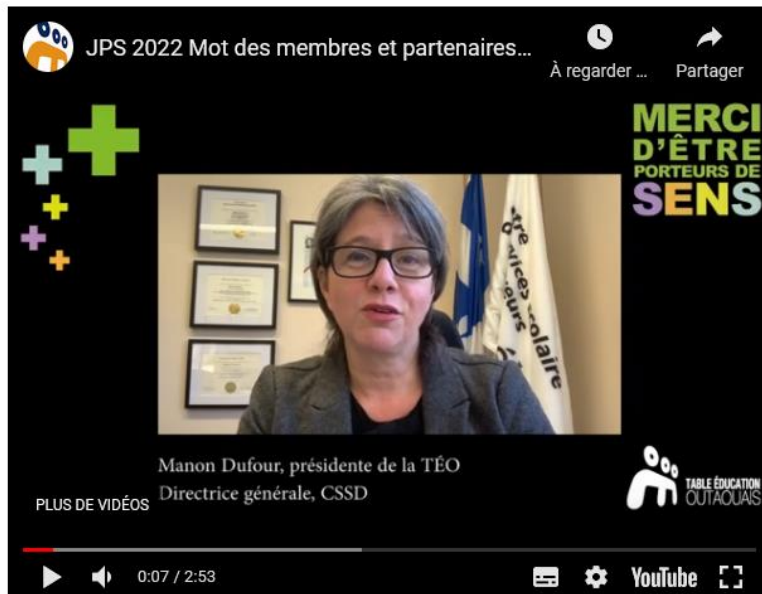 JPS 2022 Mot des membres et partenaires...
À regarder ...
Partager
MERCI
D'ÊTRE
PORTEURS DE
SENS
solaire
Manon Dufour, présidente de la TÉO
Directrice générale, CSSD
PLUS DE VIDÉOS
TABLE ÉDUCATION
OUTAOUAIS
0:07 / 2:53
YouTube